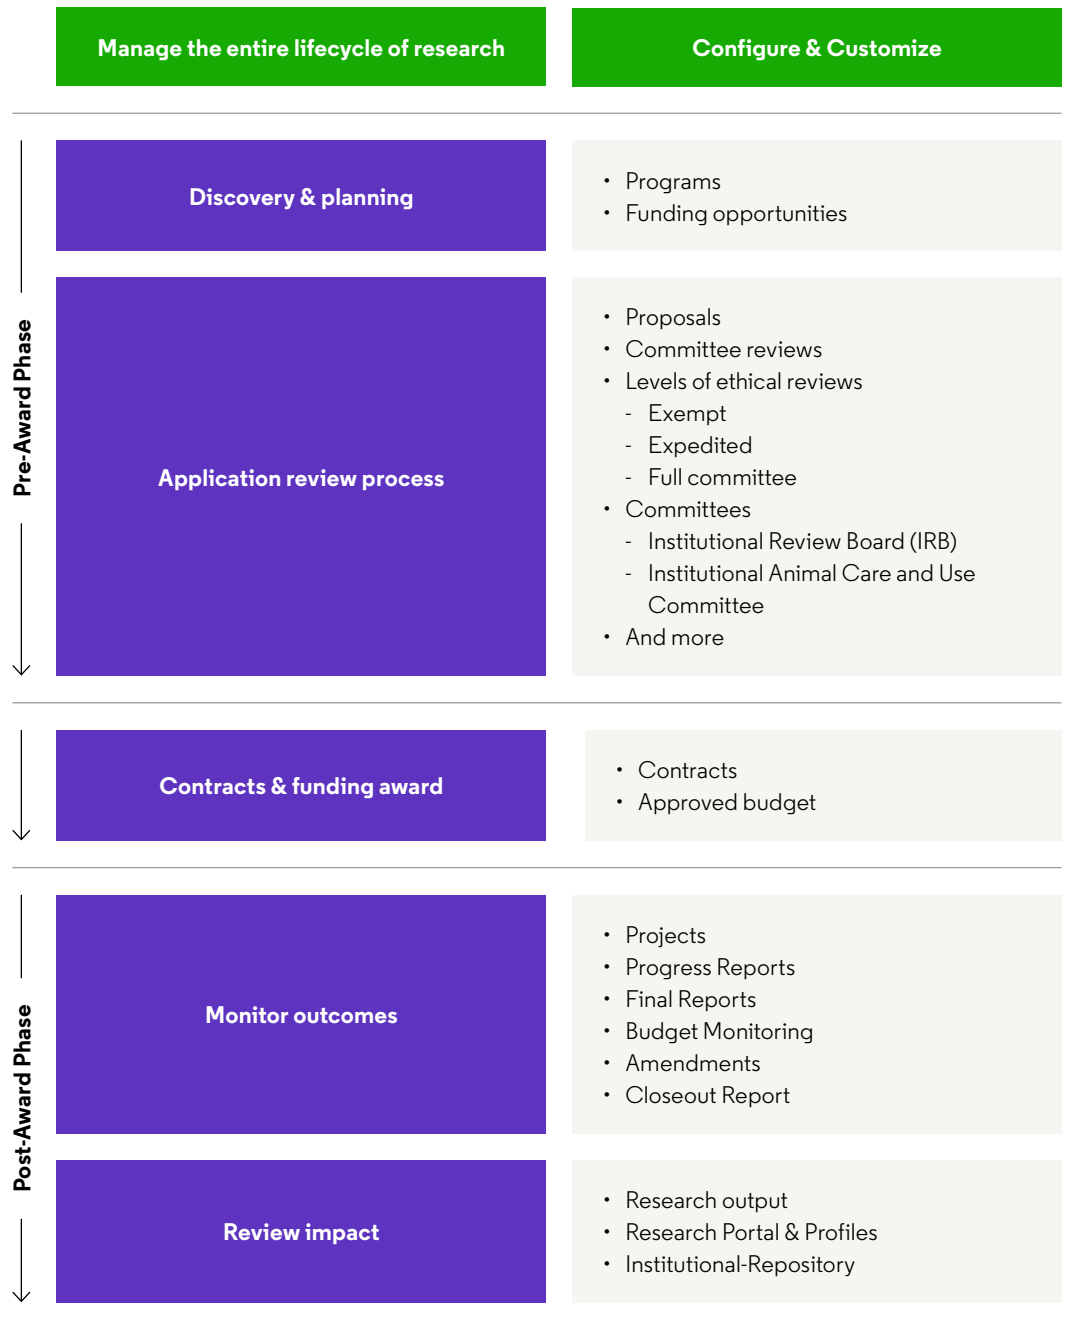 Manage the entire lifecycle of research
Configure & Customize
Pre-Award Phase
Discovery & planning
• Programs
• Funding opportunities
Application review process
• Proposals
• Committee reviews
• Levels of ethical reviews
- Exempt
- Expedited
- Full committee
• Committees
- Institutional Review Board (IRB)
- Institutional Animal Care and Use
Committee
• And more
Contracts & funding award
• Contracts
• Approved budget
Post-Award Phase
Monitor outcomes
• Projects
• Progress Reports
• Final Reports
• Budget Monitoring
• Amendments
• Closeout Report
Review impact
• Research output
• Research Portal & Profiles
• Institutional-Repository